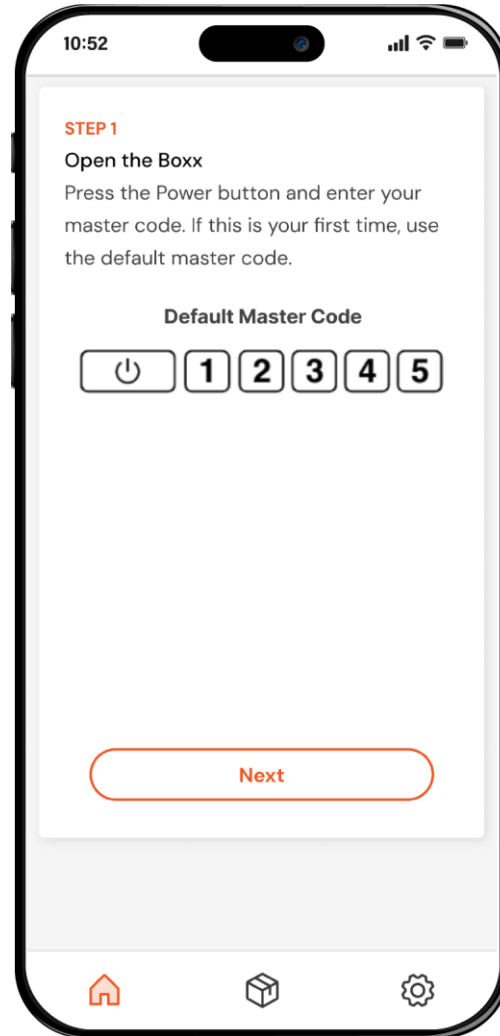 10:52
STEP 1
Open the Boxx
Press the Power button and enter your
master code. If this is your first time, use
the default master code.
Default Master Code
1 2 3 4 5
Next